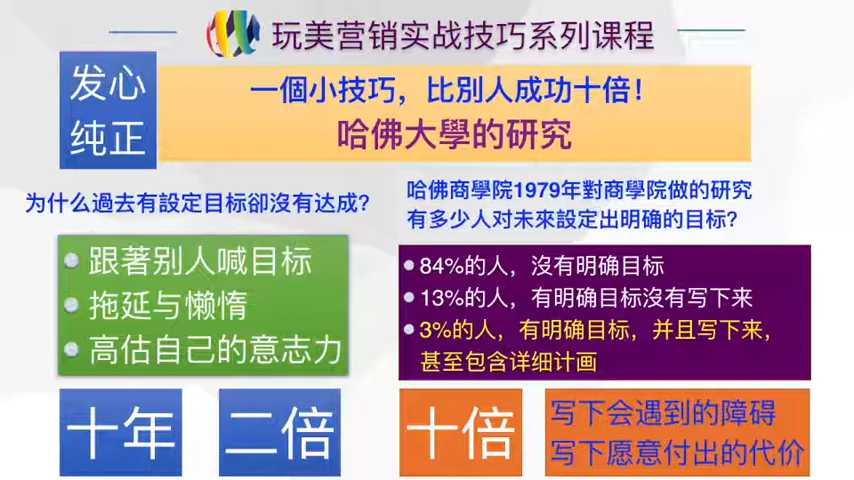 玩美营销实战技巧系列课程
发心
纯正
一個小技巧，比別人成功十倍！
哈佛大學的研究
为什么過去有設定目标卻沒有达成？
跟著别人喊目标
拖延与懒惰
高估自己的意志力
哈佛商學院1979年對商學院做的研究
有多少人对未來設定出明确的目标？
84%的人，沒有明确目标
13%的人，有明确目标沒有写下来
3%的人，有明确目标，并且写下来，
甚至包含详细计画
十年
二倍
十倍
写下会遇到的障碍
写下愿意付出的代价